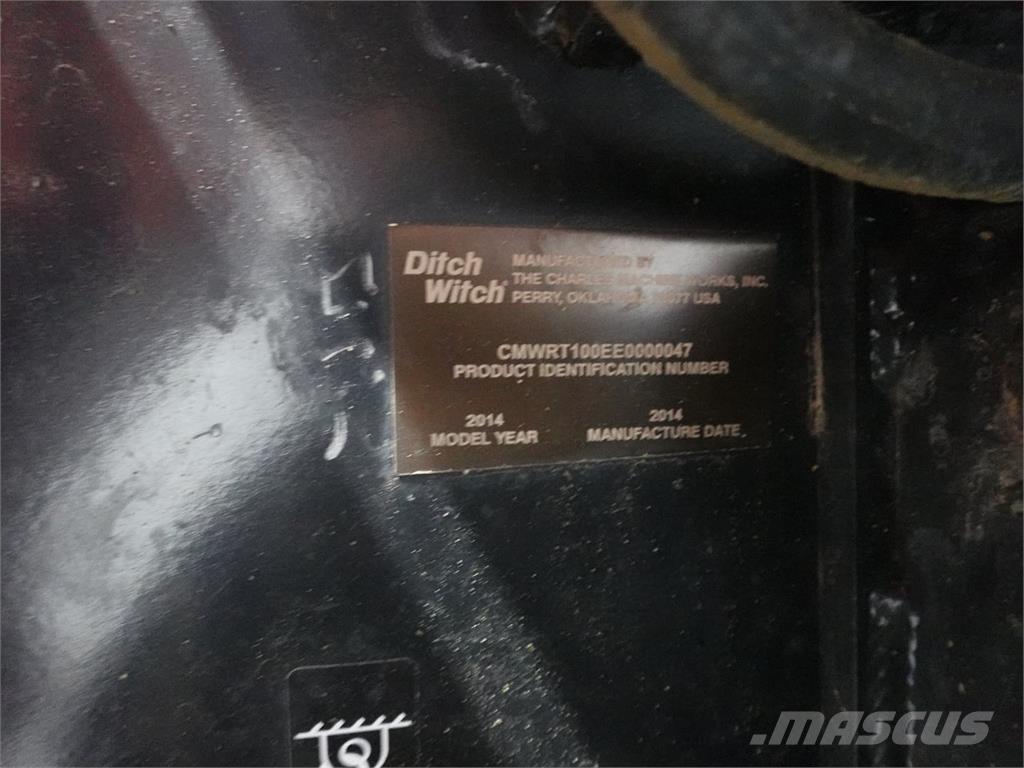 Ditch Witch
MANUFACTURED BY
THE CHARLES MACHINE WORKS, INC.
PERRY, OKLAHOMA 77 USA
CMWRT100EE0000047
PRODUCT IDENTIFICATION NUMBER
2014
MODEL YEAR
2014
MANUFACTURE DATE
MASCUS